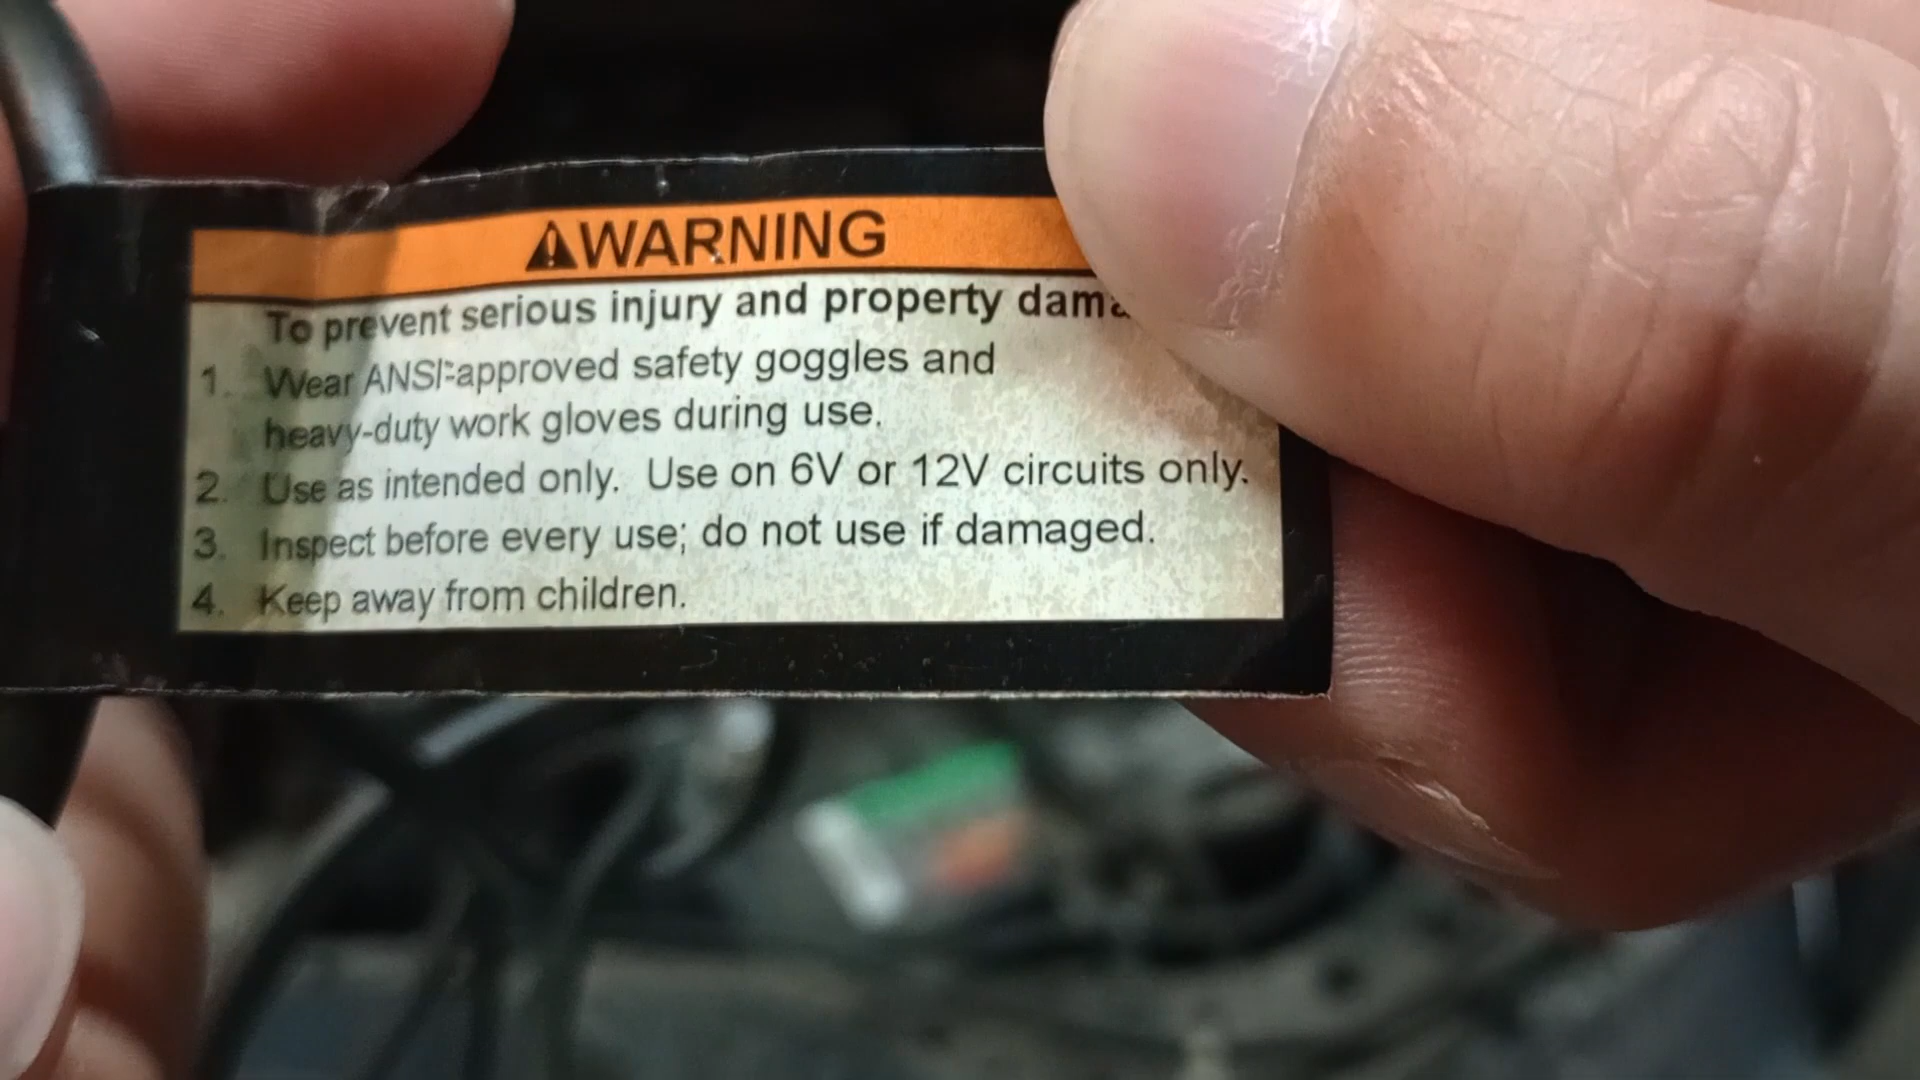 WARNING
To prevent serious injury and property
1. Wear ANSI-approved safety goggles and
heavy-duty work gloves during use.
2. Use as intended only. Use on 6V or 12V circuits only.
3. Inspect before every use; do not use if damaged.
4. Keep away from children.